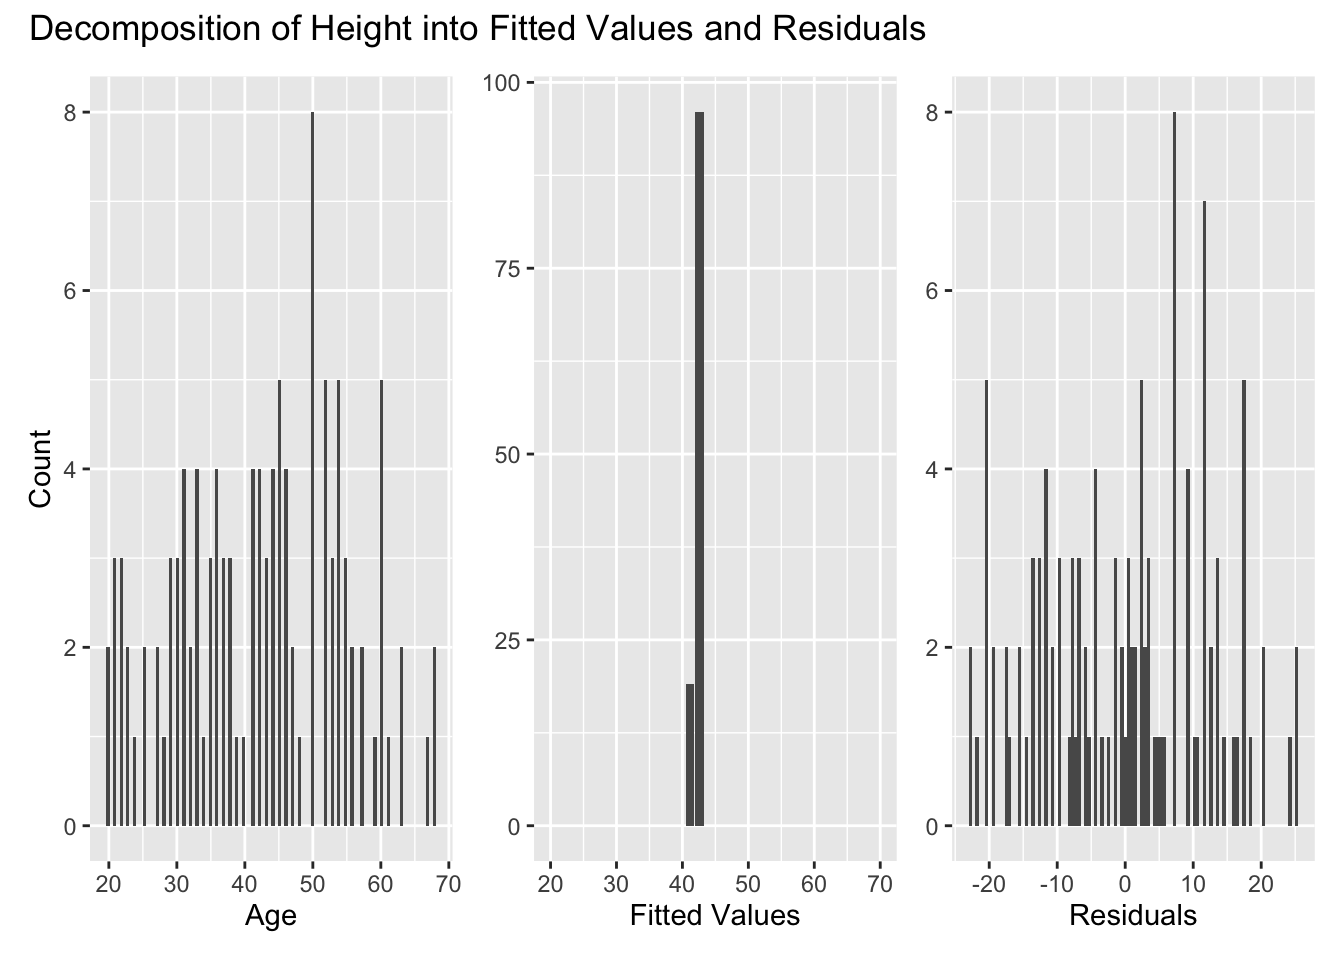 Decomposition of Height into Fitted Values and Residuals
Count
8
6
4
2
0
20 30 40 50 60 70
Age
100
75
50
25
0
20 30 40 50 60 70
Fitted Values
8
6
4
2
0
-20 -10 0 10 20
Residuals